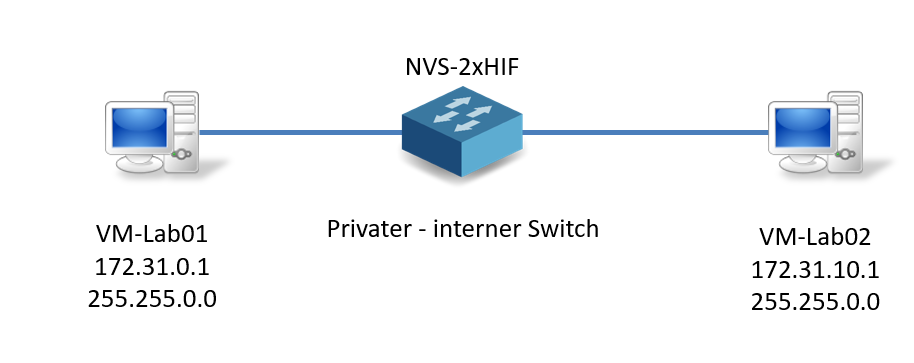 NVS-2xHIF
Privater - interner Switch
VM-Lab01
172.31.0.1
255.255.0.0
VM-Lab02
172.31.10.1
255.255.0.0